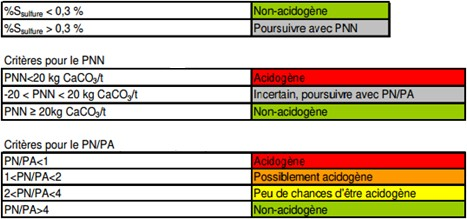 %Ssulfure < 0,3 % Non-acidogène
%Ssulfure > 0,3 % Poursuivre avec PNN
Critères pour le PNN
PNN<20 kg CaCO3/t Acidogène
-20 < PNN < 20 kg CaCO3/t Incertain, poursuivre avec PN/PA
PNN ≥ 20kg CaCO3/t Non-acidogène
Critères pour le PN/PA
PN/PA<1 Acidogène
1<PN/PA<2 Possiblement acidogène
2<PN/PA<4 Peu de chances d'être acidogène
PN/PA>4 Non-acidogène